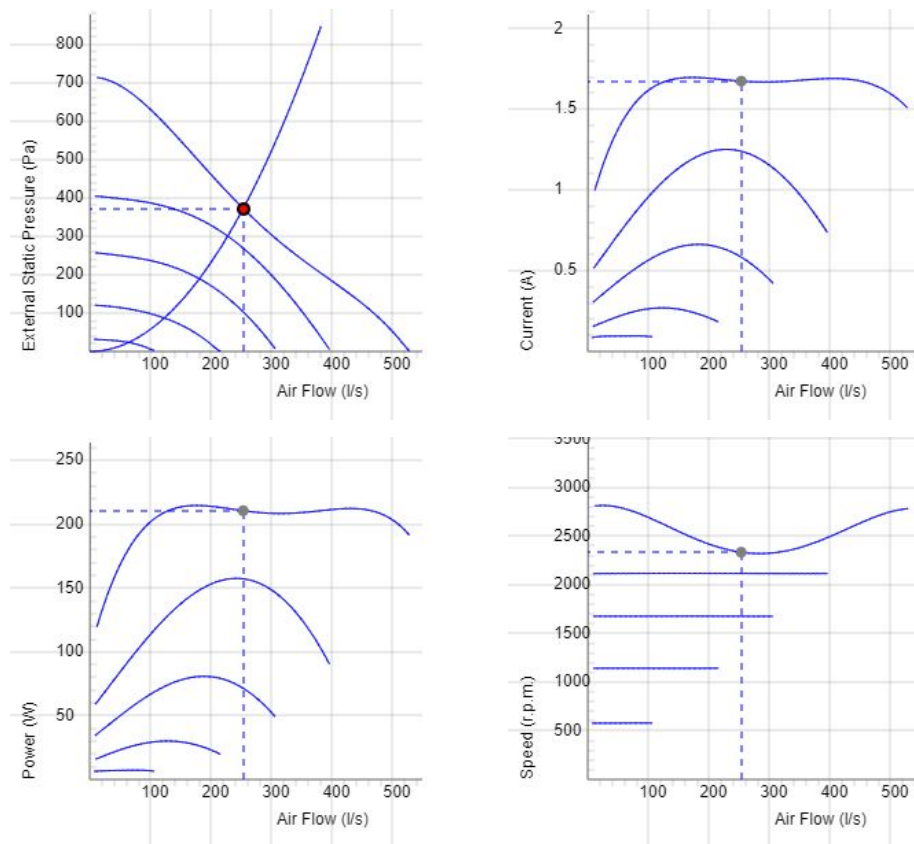 800
700
600
500
400
300
200
100
External Static Pressure (Pa)
100 200 300 400 500
Air Flow (l/s)
2
1.5
1
0.5
Current (A)
100 200 300 400 500
Air Flow (l/s)
250
200
150
100
50
Power (W)
100 200 300 400 500
Air Flow (l/s)
3500
3000
2500
2000
1500
1000
500
Speed (r.p.m.)
100 200 300 400 500
Air Flow (l/s)